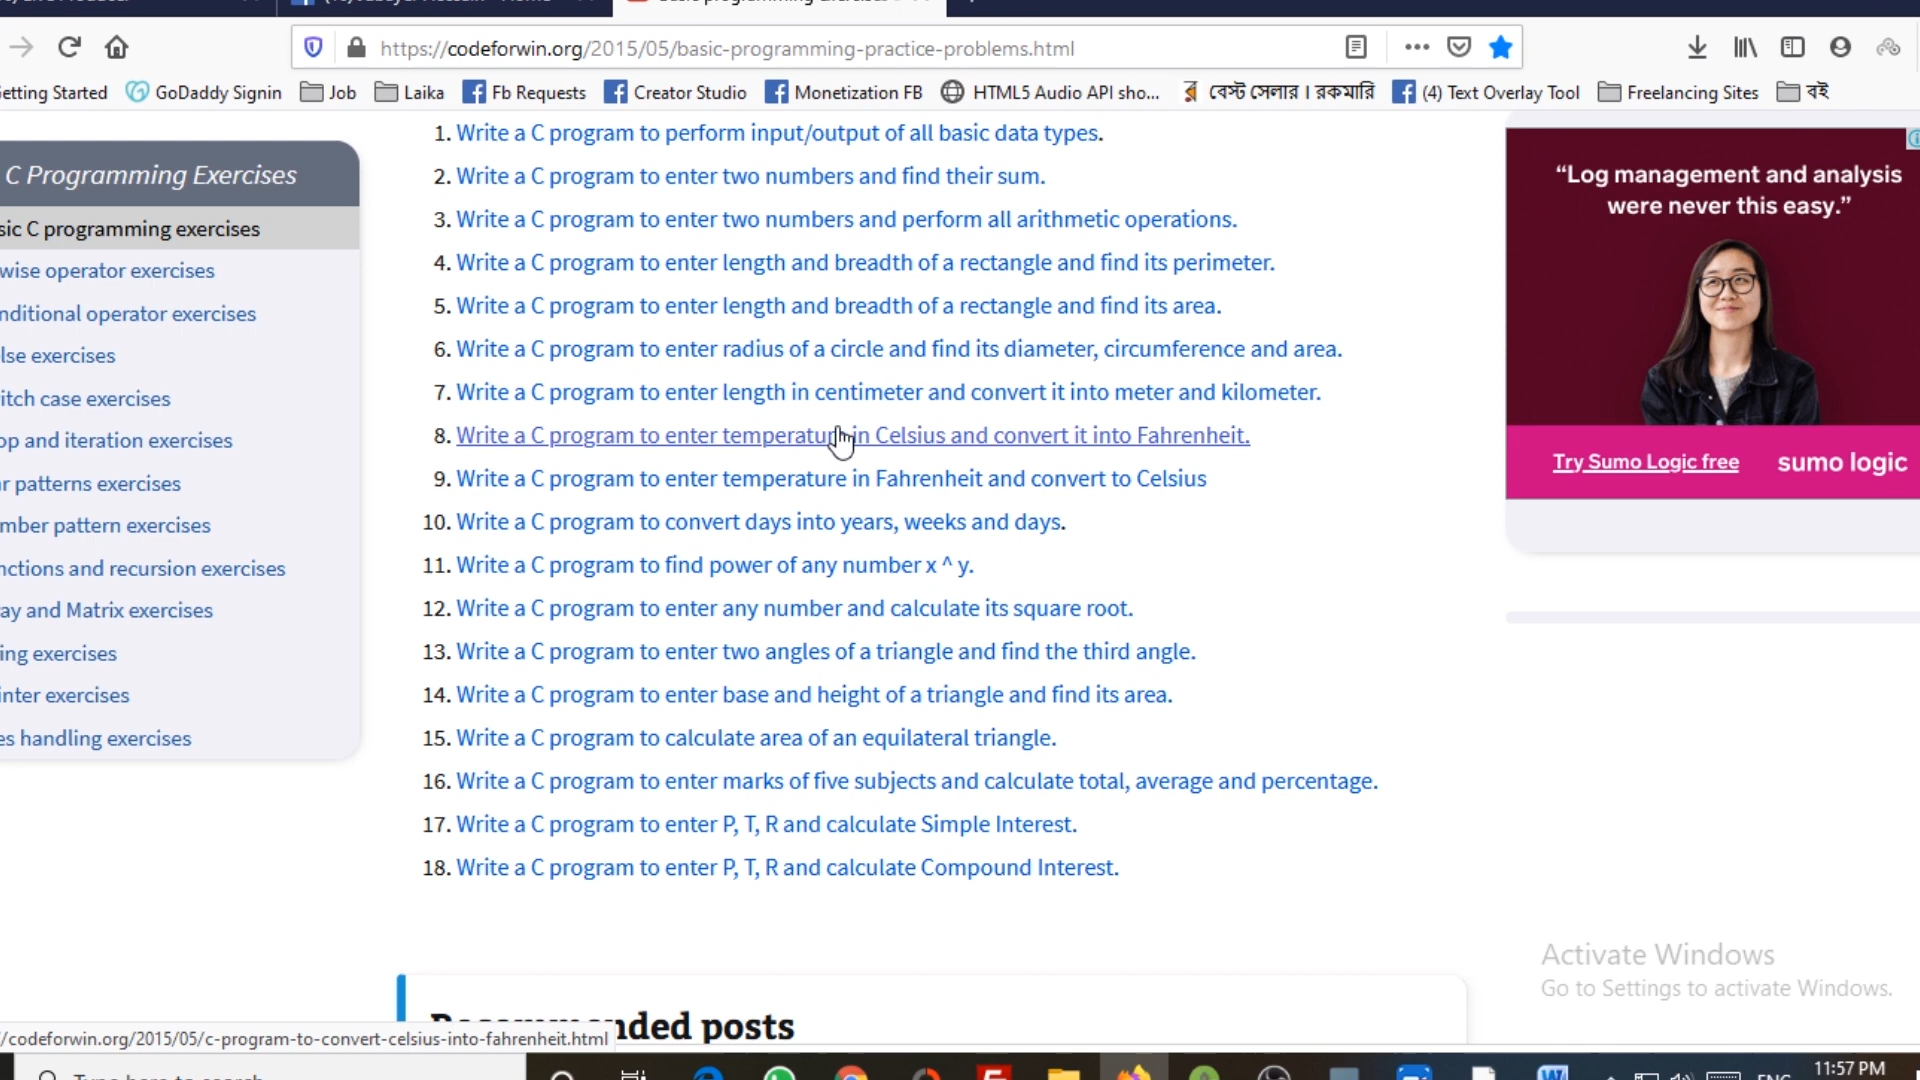 https://codeforwin.org/2015/05/basic-programming-practice-problems.html
etting Started GoDaddy Signin Job Laika Fb Requests Creator Studio Monetization FB HTML5 Audio API sho... বেস্ট সেলার । রকমারি (4) Text Overlay Tool Freelancing Sites বই
C Programming Exercises
sic C programming exercises
wise operator exercises
nditional operator exercises
lse exercises
itch case exercises
op and iteration exercises
r patterns exercises
mber pattern exercises
nctions and recursion exercises
ay and Matrix exercises
ing exercises
inter exercises
es handling exercises
1. Write a C program to perform input/output of all basic data types.
2. Write a C program to enter two numbers and find their sum.
3. Write a C program to enter two numbers and perform all arithmetic operations.
4. Write a C program to enter length and breadth of a rectangle and find its perimeter.
5. Write a C program to enter length and breadth of a rectangle and find its area.
6. Write a C program to enter radius of a circle and find its diameter, circumference and area.
7. Write a C program to enter length in centimeter and convert it into meter and kilometer.
8. Write a C program to enter temperature in Celsius and convert it into Fahrenheit.
9. Write a C program to enter temperature in Fahrenheit and convert to Celsius
10. Write a C program to convert days into years, weeks and days.
11. Write a C program to find power of any number x ^ y.
12. Write a C program to enter any number and calculate its square root.
13. Write a C program to enter two angles of a triangle and find the third angle.
14. Write a C program to enter base and height of a triangle and find its area.
15. Write a C program to calculate area of an equilateral triangle.
16. Write a C program to enter marks of five subjects and calculate total, average and percentage.
17. Write a C program to enter P, T, R and calculate Simple Interest.
18. Write a C program to enter P, T, R and calculate Compound Interest.
“Log management and analysis
were never this easy.”
Try Sumo Logic free sumo logic
Activate Windows
Go to Settings to activate Windows.
Recommended posts
/codeforwin.org/2015/05/c-program-to-convert-celsius-into-fahrenheit.html
Type here to search
ENG
11:57 PM